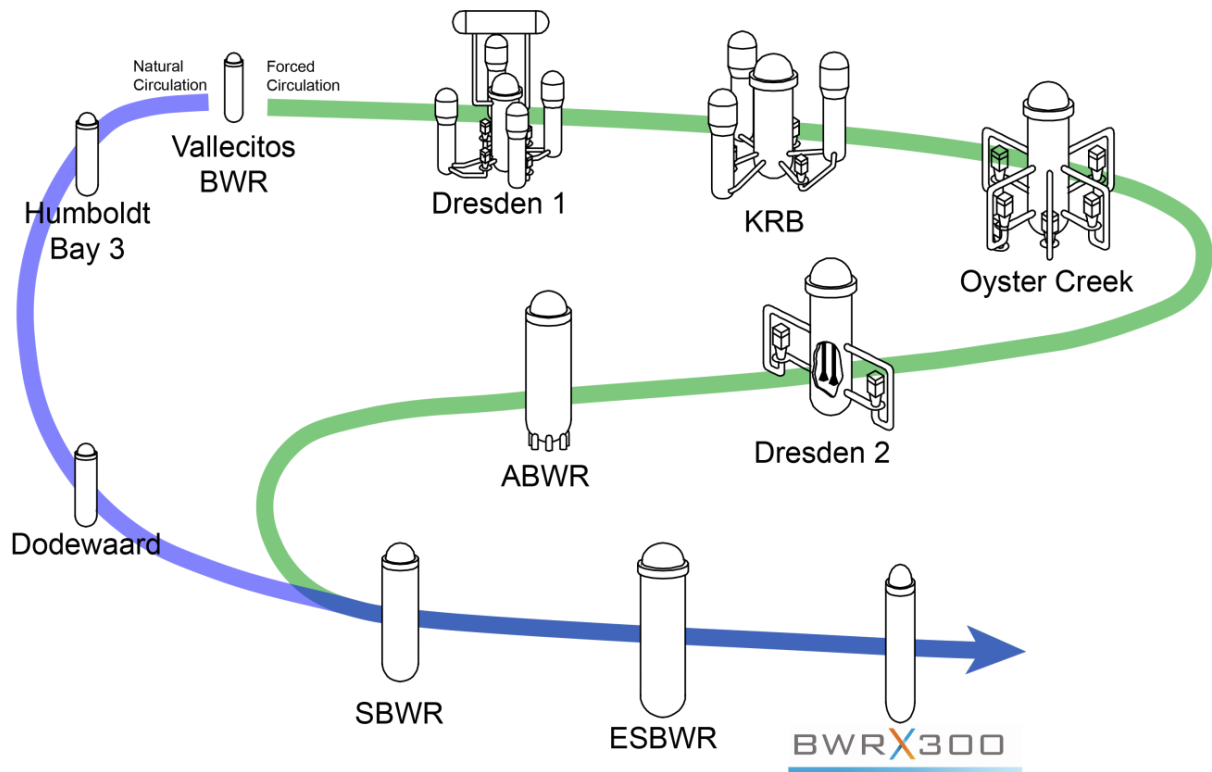 Natural
Circulation
Forced
Circulation
Vallecitos
BWR
Dresden 1
KRB
Oyster Creek
Humboldt
Bay 3
ABWR
Dresden 2
Dodewaard
SBWR
ESBWR
BWRX300